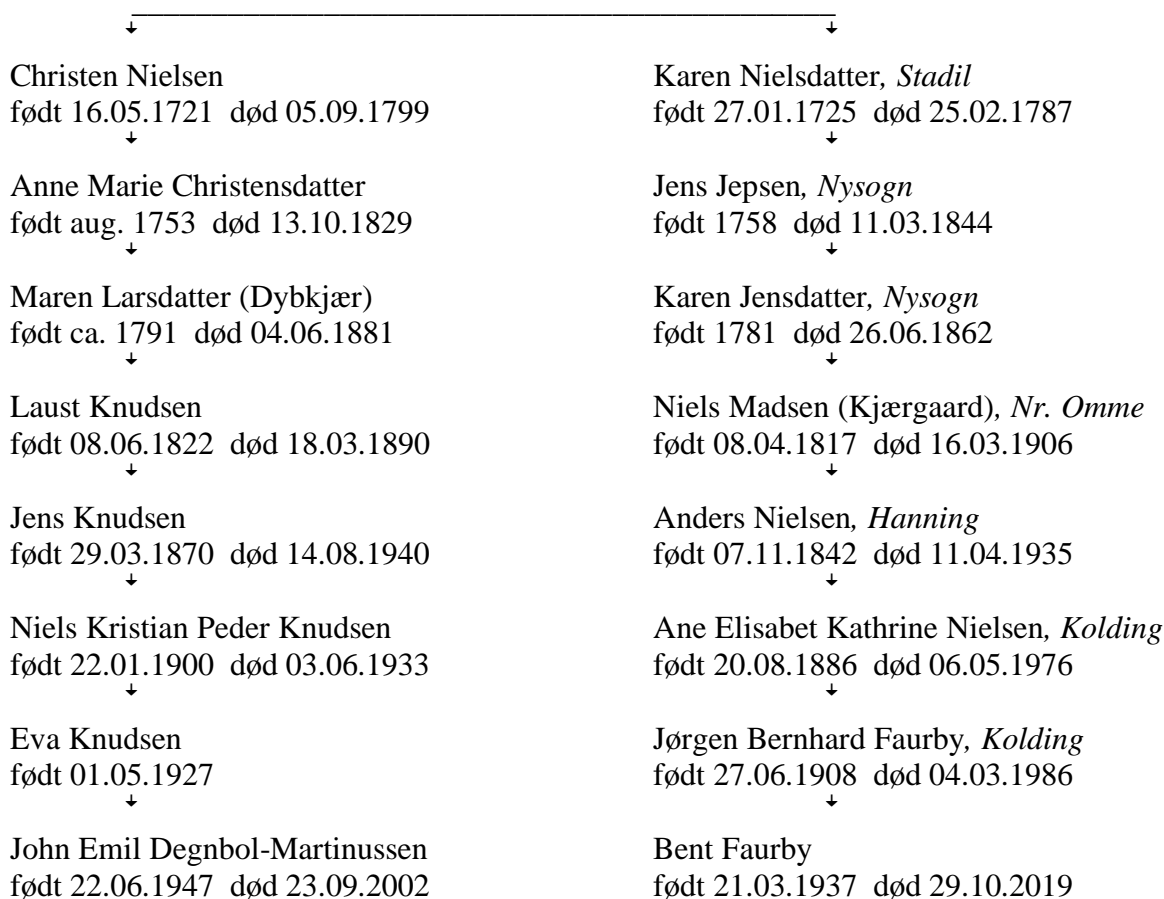 Christen Nielsen
født 16.05.1721 død 05.09.1799
Anne Marie Christensdatter
født aug. 1753 død 13.10.1829
Maren Larsdatter (Dybkjær)
født ca. 1791 død 04.06.1881
Laust Knudsen
født 08.06.1822 død 18.03.1890
Jens Knudsen
født 29.03.1870 død 14.08.1940
Niels Kristian Peder Knudsen
født 22.01.1900 død 03.06.1933
Eva Knudsen
født 01.05.1927
John Emil Degnbol-Martinussen
født 22.06.1947 død 23.09.2002
Karen Nielsdatter, Stadil
født 27.01.1725 død 25.02.1787
Jens Jepsen, Nysogn
født 1758 død 11.03.1844
Karen Jensdatter, Nysogn
født 1781 død 26.06.1862
Niels Madsen (Kjærgaard), Nr. Omme
født 08.04.1817 død 16.03.1906
Anders Nielsen, Hanning
født 07.11.1842 død 11.04.1935
Ane Elisabet Kathrine Nielsen, Kolding
født 20.08.1886 død 06.05.1976
Jørgen Bernhard Faurby, Kolding
født 27.06.1908 død 04.03.1986
Bent Faurby
født 21.03.1937 død 29.10.2019